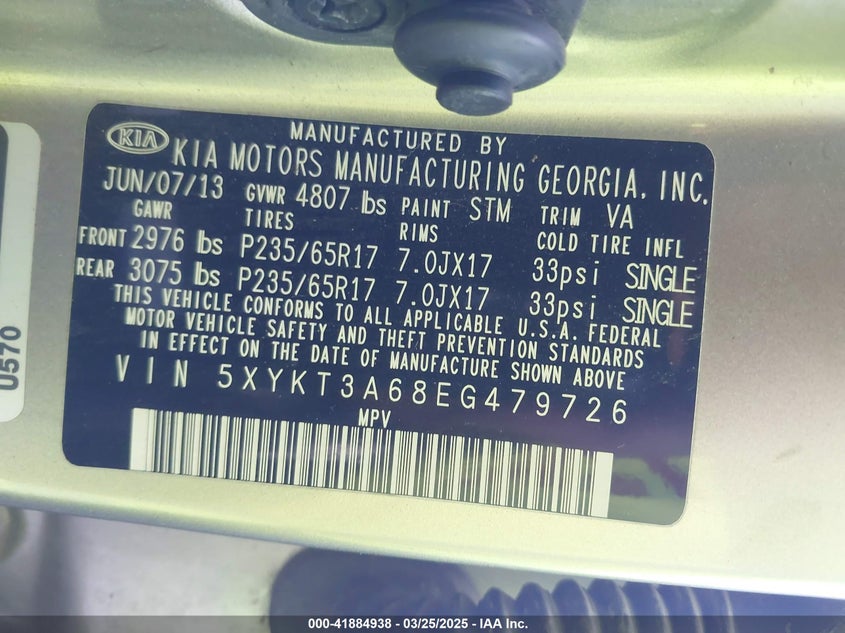 MANUFACTURED BY
KIA KIA MOTORS MANUFACTURING GEORGIA, INC.
JUN/07/13 GVWR 4807 lbs PAINT STM TRIM VA
GAWR TIRES RIMS COLD TIRE INFL
FRONT 2976 lbs P235/65R17 7.0JX17 33psi SINGLE
REAR 3075 lbs P235/65R17 7.0JX17 33psi SINGLE
THIS VEHICLE CONFORMS TO ALL APPLICABLE U.S.A. FEDERAL
MOTOR VEHICLE SAFETY AND THEFT PREVENTION STANDARDS
IN EFFECT ON THE DATE OF MANUFACTURE SHOWN ABOVE
VIN 5XYKT3A68EG479726
MPV
U570
000-41884938 - 03/25/2025 - IAA Inc.